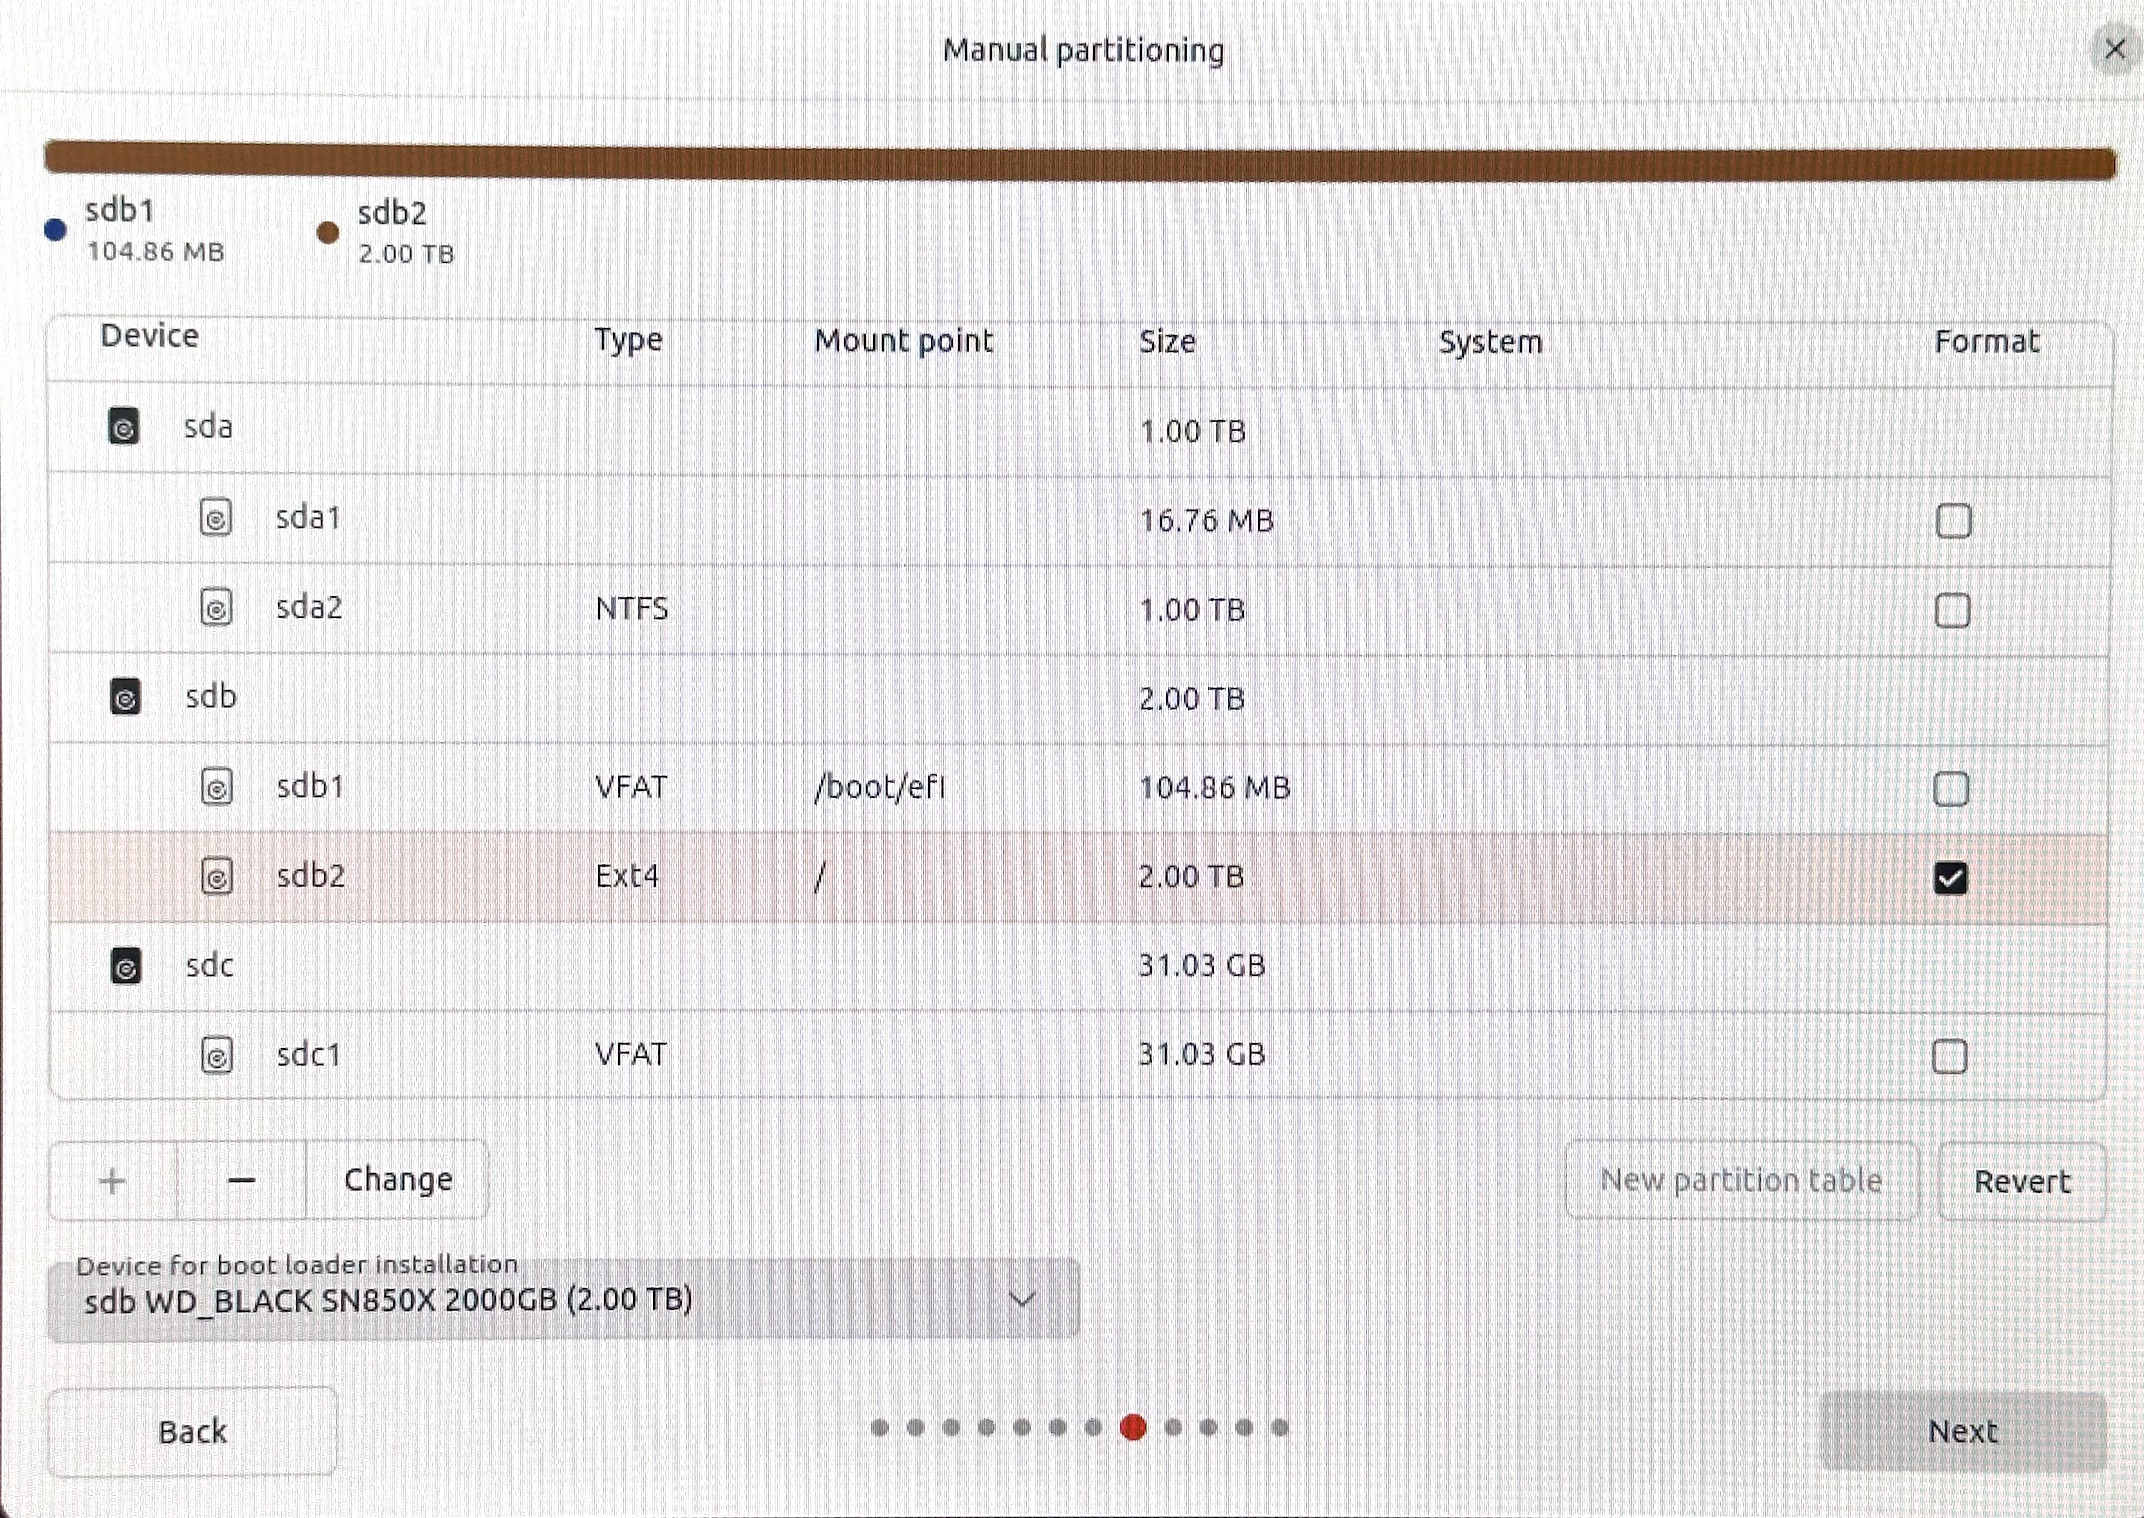 Manual partitioning
sdb1
104.86 MB
sdb2
2.00 TB
Device Type Mount point Size System Format
sda 1.00 TB
sda1 16.76 MB
sda2 NTFS 1.00 TB
sdb 2.00 TB
sdb1 VFAT /boot/efi 104.86 MB
sdb2 Ext4 / 2.00 TB
sdc 31.03 GB
sdc1 VFAT 31.03 GB
+ − Change New partition table Revert
Device for boot loader installation
sdb WD_BLACK SN850X 2000GB (2.00 TB)
Back Next